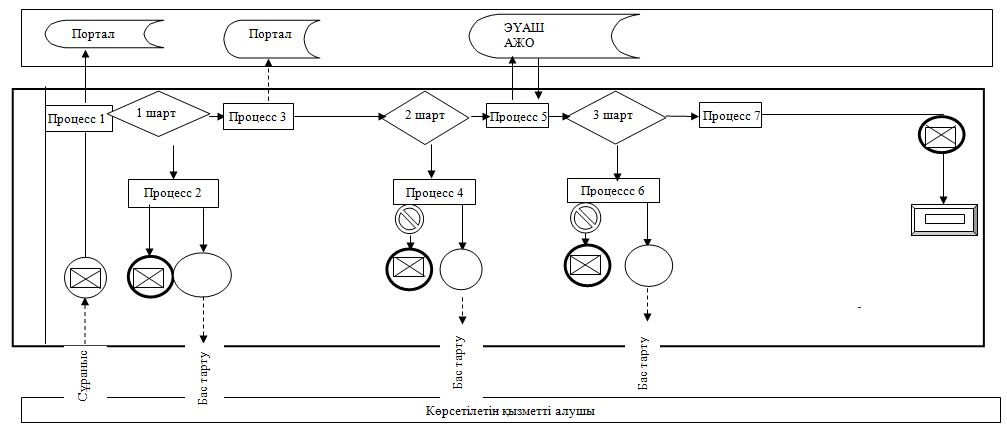 Портал
Портал
ЭҮАШ
АЖО
Процесс 1
1 шарт
Процесс 3
2 шарт
Процесс 5
3 шарт
Процесс 7
Процесс 2
Процесс 4
Процессс 6
Сұраныс
Бас тарту
Бас тарту
Бас тарту
Көрсетілетін қызметті алушы